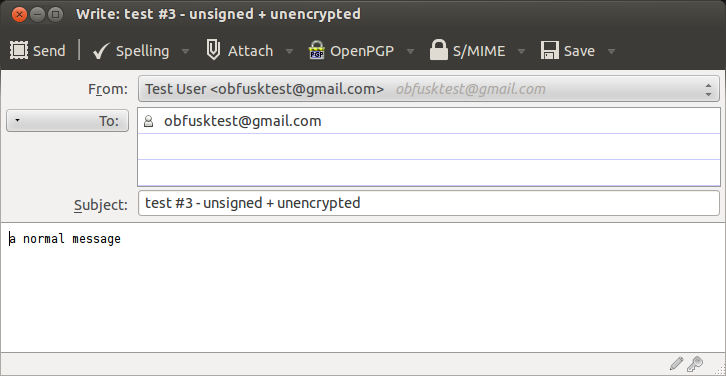 Write: test #3 - unsigned + unencrypted
Send Spelling Attach OpenPGP S/MIME Save
From: Test User <obfusktest@gmail.com> obfusktest@gmail.com
To: obfusktest@gmail.com
Subject: test #3 - unsigned + unencrypted
a normal message